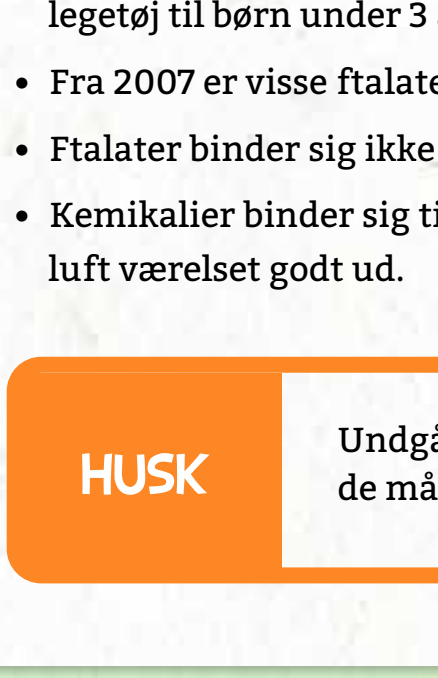 legetøj til børn under 3
• Fra 2007 er visse ftalate
• Ftalater binder sig ikke
• Kemikalier binder sig ti
luft værelset godt ud.
HUSK
Undgå
de må